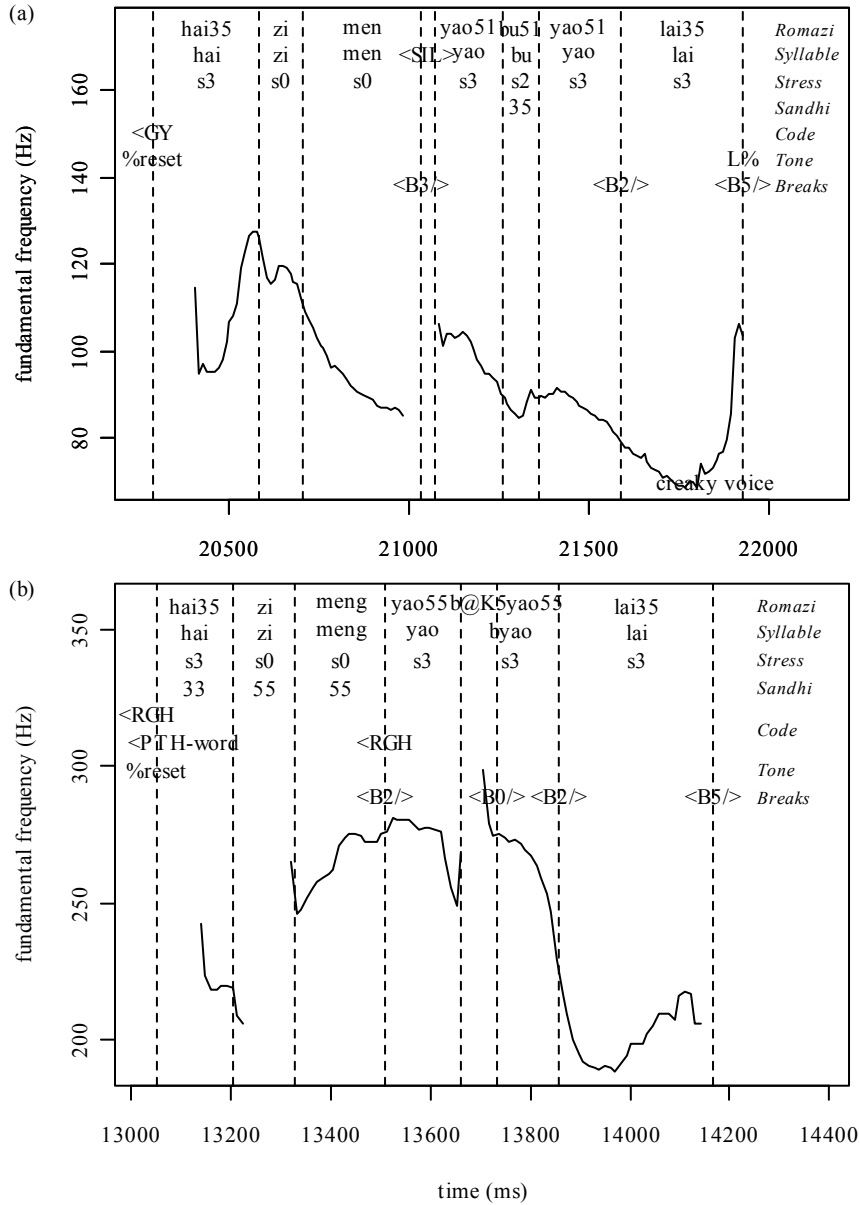 (a)
hai35 zi men yao51 bu51 yao51 lai35 Romazi
hai zi men <SIL> yao bu yao lai Syllable
s3 s0 s0 s3 s2 s3 s3 Stress
35 Sandhi
<GY Code
%reset L% Tone
<B3/> <B2/> <B5/> Breaks
fundamental frequency (Hz)
160
140
120
100
80
creaky voice
20500 21000 21500 22000
(b)
hai35 zi meng yao55 b@K5 yao55 lai35 Romazi
hai zi meng yao b yao lai Syllable
s3 s0 s0 s3 s3 s3 Stress
33 55 55 Sandhi
<RGH Code
<PTH-word <RGH
%reset Tone
<B2/> <B0/> <B2/> <B5/> Breaks
fundamental frequency (Hz)
350
300
250
200
13000 13200 13400 13600 13800 14000 14200 14400
time (ms)